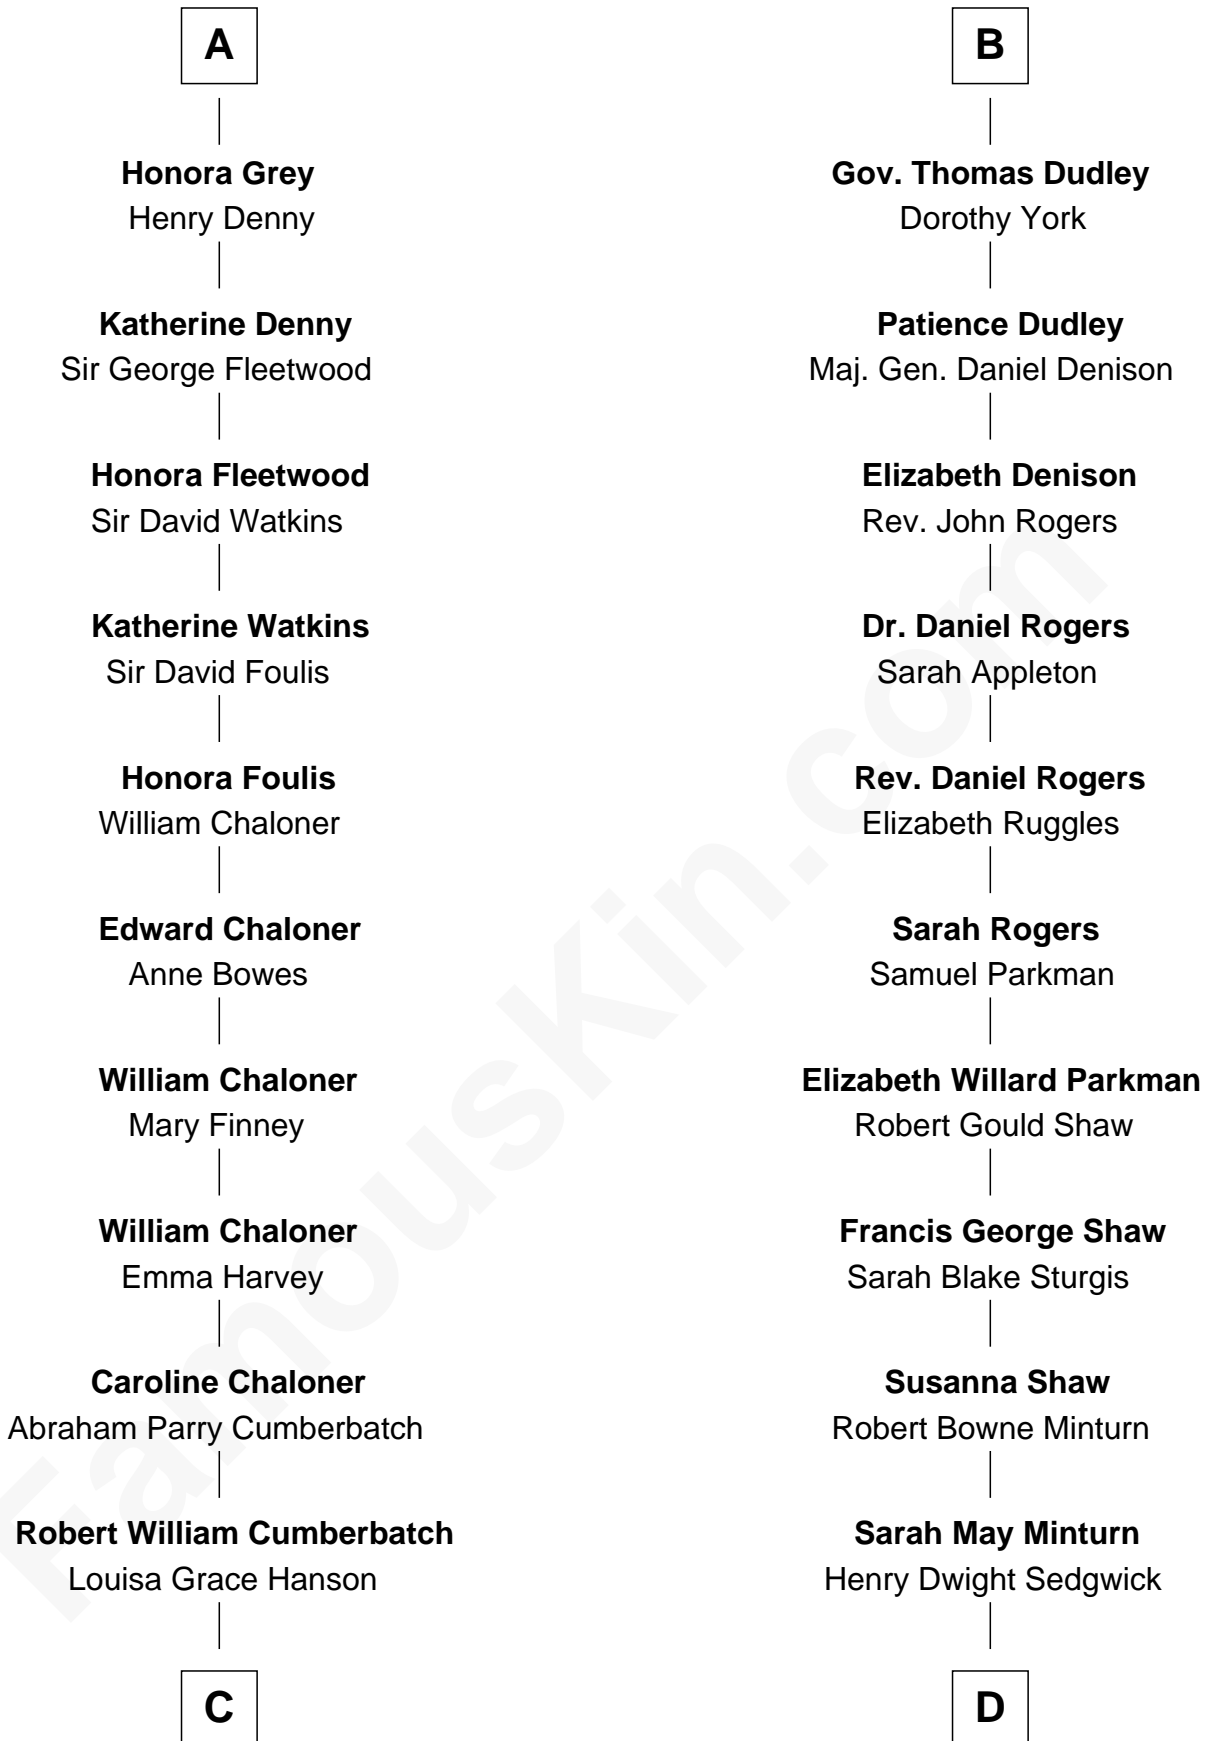 A
Honora Grey
Henry Denny
Katherine Denny
Sir George Fleetwood
Honora Fleetwood
Sir David Watkins
Katherine Watkins
Sir David Foulis
Honora Foulis
William Chaloner
Edward Chaloner
Anne Bowes
William Chaloner
Mary Finney
William Chaloner
Emma Harvey
Caroline Chaloner
Abraham Parry Cumberbatch
Robert William Cumberbatch
Louisa Grace Hanson
C
B
Gov. Thomas Dudley
Dorothy York
Patience Dudley
Maj. Gen. Daniel Denison
Elizabeth Denison
Rev. John Rogers
Dr. Daniel Rogers
Sarah Appleton
Rev. Daniel Rogers
Elizabeth Ruggles
Sarah Rogers
Samuel Parkman
Elizabeth Willard Parkman
Robert Gould Shaw
Francis George Shaw
Sarah Blake Sturgis
Susanna Shaw
Robert Bowne Minturn
Sarah May Minturn
Henry Dwight Sedgwick
D
FamousKin.com